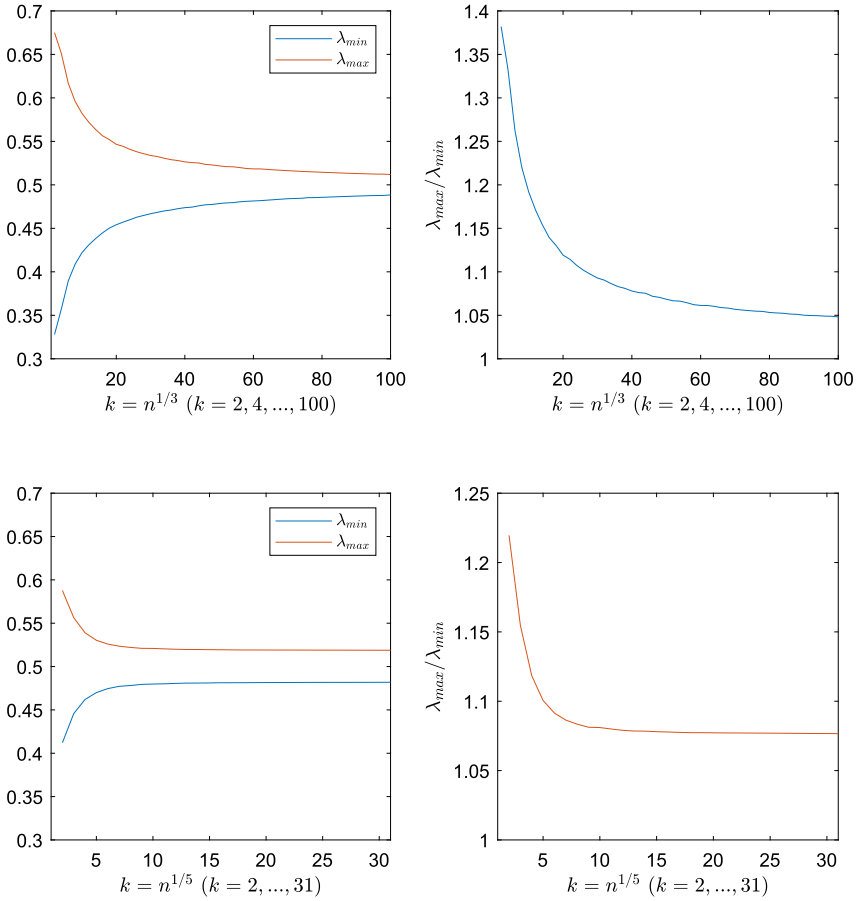 0.7
0.65
0.6
0.55
0.5
0.45
0.4
0.35
0.3
λmin
λmax
20 40 60 80 100
k = n^1/3 (k = 2, 4, ..., 100)
1.4
1.35
1.3
1.25
1.2
1.15
1.1
1.05
1
λmax/λmin
20 40 60 80 100
k = n^1/3 (k = 2, 4, ..., 100)
0.7
0.65
0.6
0.55
0.5
0.45
0.4
0.35
0.3
λmin
λmax
5 10 15 20 25 30
k = n^1/5 (k = 2, ..., 31)
1.25
1.2
1.15
1.1
1.05
1
λmax/λmin
5 10 15 20 25 30
k = n^1/5 (k = 2, ..., 31)